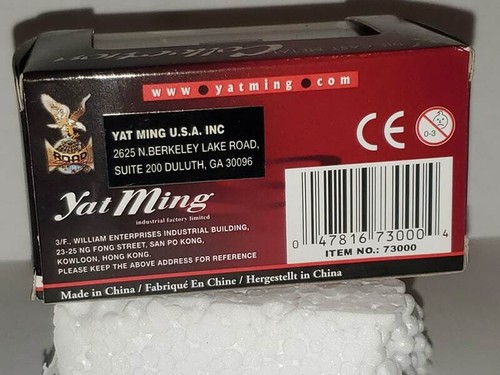 Collection
www.yatming.com
ROAD
YAT MING U.S.A. INC
2625 N.BERKELEY LAKE ROAD,
SUITE 200 DULUTH, GA 30096
CE
0-3
Yat Ming
industrial factory limited
3/F., WILLIAM ENTERPRISES INDUSTRIAL BUILDING,
23-25 NG FONG STREET, SAN PO KONG,
KOWLOON, HONG KONG.
PLEASE KEEP THE ABOVE ADDRESS FOR REFERENCE
0 47816 73000 4
ITEM NO.: 73000
Made in China / Fabriqué En Chine / Hergestellt in China